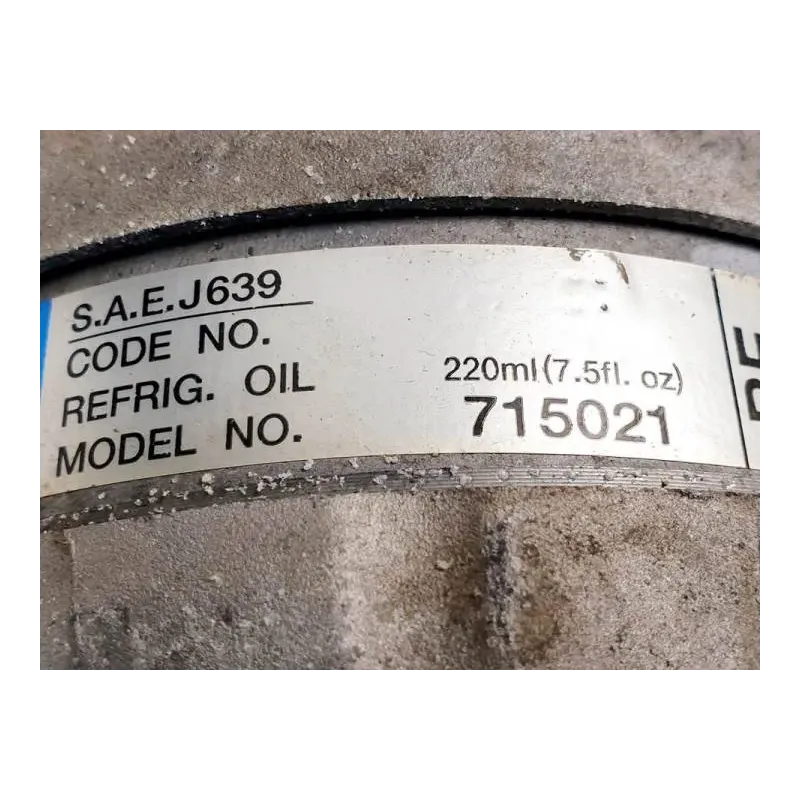 S.A.E.J639
CODE NO.
REFRIG. OIL 220ml(7.5fl. oz)
MODEL NO. 715021